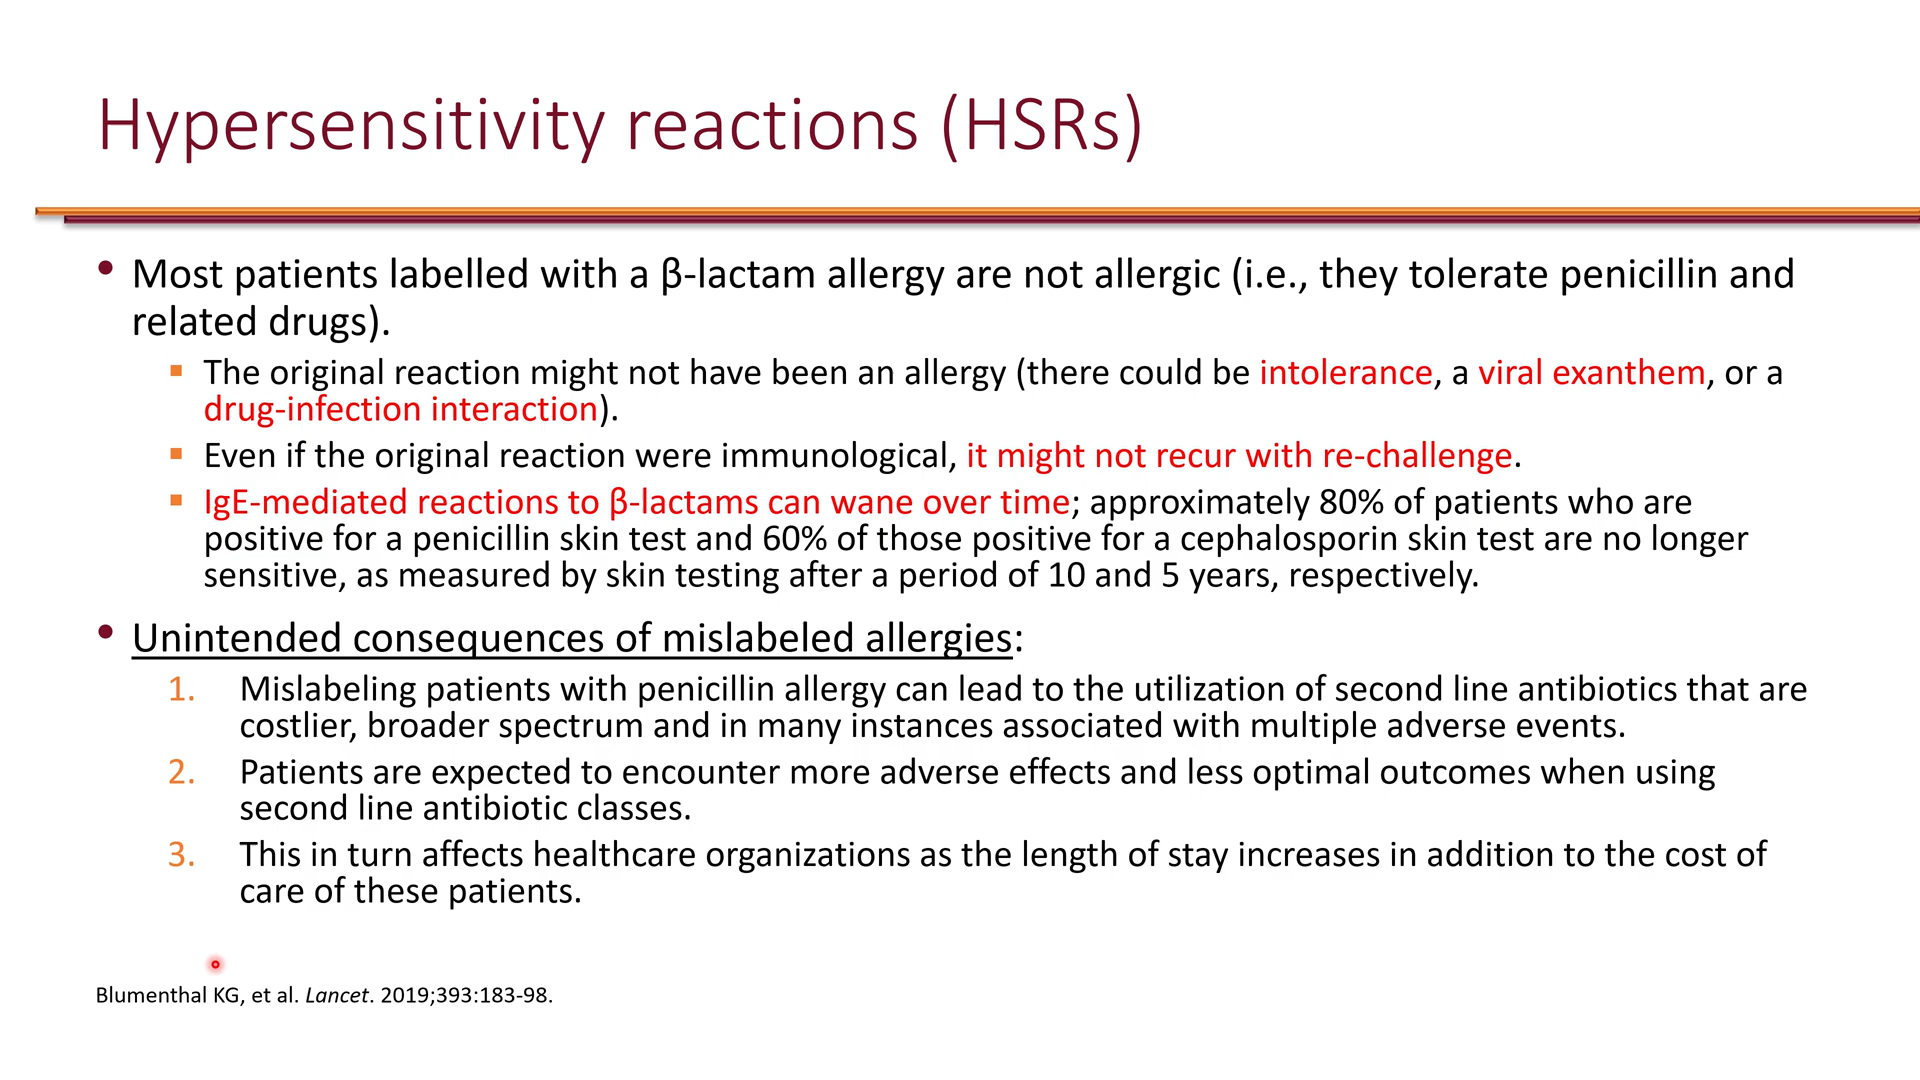 Hypersensitivity reactions (HSRs)
• Most patients labelled with a β-lactam allergy are not allergic (i.e., they tolerate penicillin and
related drugs).
▪ The original reaction might not have been an allergy (there could be intolerance, a viral exanthem, or a
drug-infection interaction).
▪ Even if the original reaction were immunological, it might not recur with re-challenge.
▪ IgE-mediated reactions to β-lactams can wane over time; approximately 80% of patients who are
positive for a penicillin skin test and 60% of those positive for a cephalosporin skin test are no longer
sensitive, as measured by skin testing after a period of 10 and 5 years, respectively.
• Unintended consequences of mislabeled allergies:
1. Mislabeling patients with penicillin allergy can lead to the utilization of second line antibiotics that are
costlier, broader spectrum and in many instances associated with multiple adverse events.
2. Patients are expected to encounter more adverse effects and less optimal outcomes when using
second line antibiotic classes.
3. This in turn affects healthcare organizations as the length of stay increases in addition to the cost of
care of these patients.
Blumenthal KG, et al. Lancet. 2019;393:183-98.